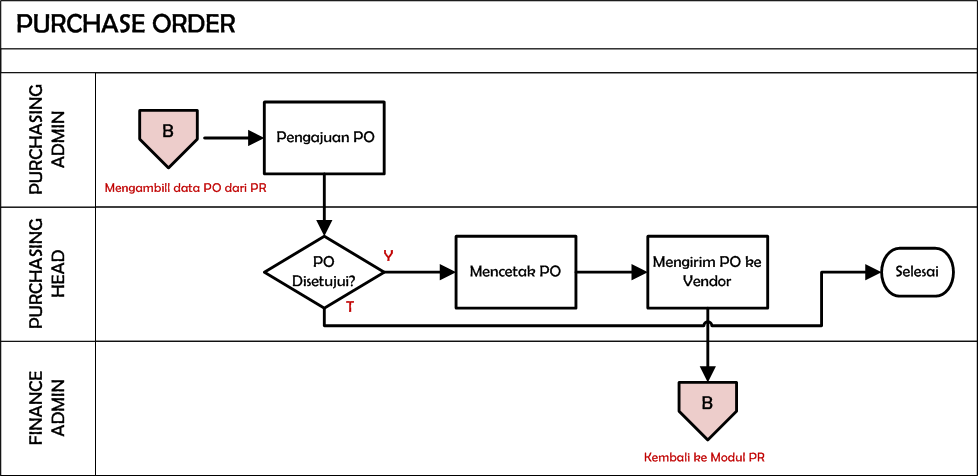 PURCHASE ORDER
PURCHASING
ADMIN
B
Pengajuan PO
Mengambill data PO dari PR
PURCHASING
HEAD
PO
Disetujui?
Y
T
Mencetak PO
Mengirim PO ke
Vendor
Selesai
FINANCE
ADMIN
B
Kembali ke Modul PR